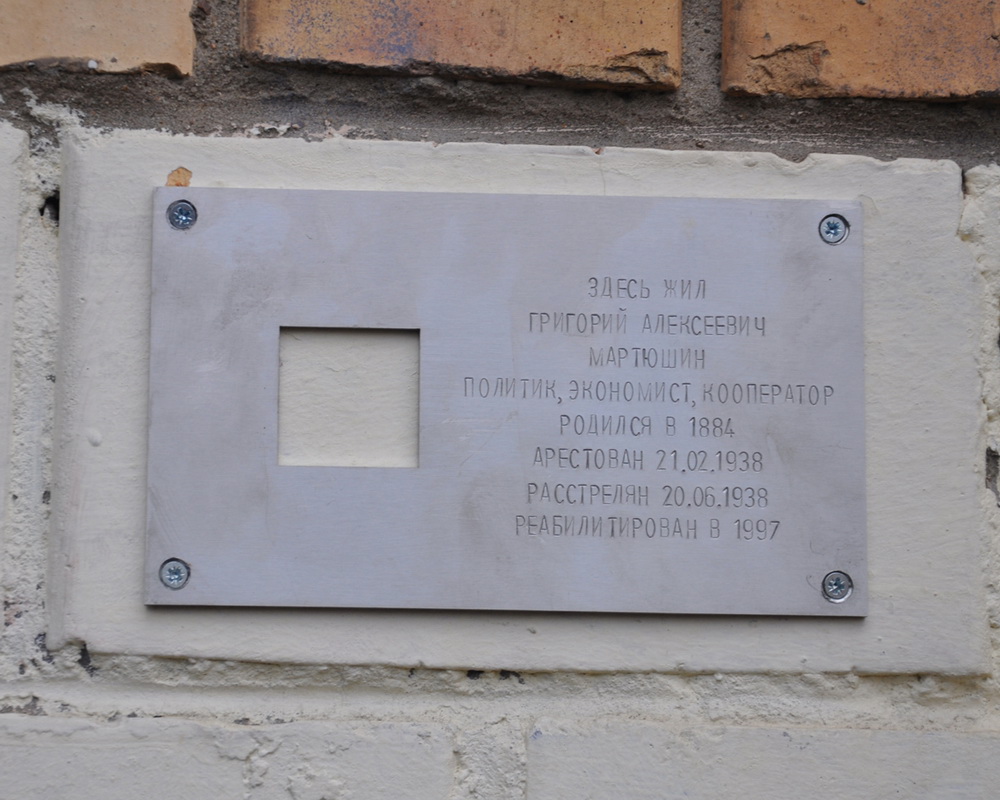 ЗДЕСЬ ЖИЛ
ГРИГОРИЙ АЛЕКСЕЕВИЧ
МАРТЮШИН
ПОЛИТИК, ЭКОНОМИСТ, КООПЕРАТОР
РОДИЛСЯ В 1884
АРЕСТОВАН 21.02.1938
РАССТРЕЛЯН 20.06.1938
РЕАБИЛИТИРОВАН В 1997